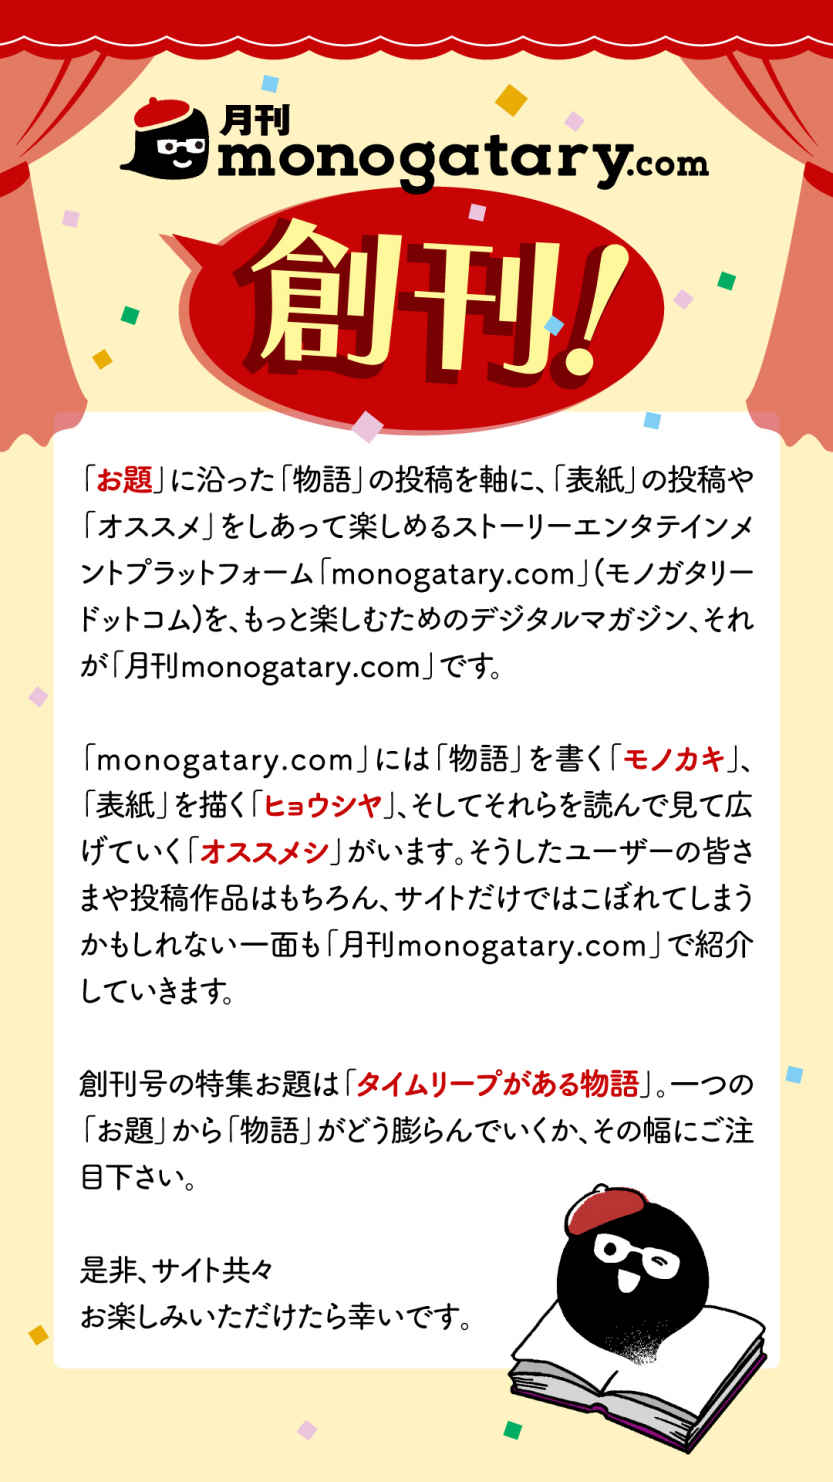 月刊
monogatary.com
創刊!
「お題」に沿った「物語」の投稿を軸に、「表紙」の投稿や
「オススメ」をしあって楽しめるストーリーエンタテインメ
ントプラットフォーム「monogatary.com」(モノガタリー
ドットコム)を、もっと楽しむためのデジタルマガジン、それ
が「月刊monogatary.com」です。
「monogatary.com」には「物語」を書く「モノカキ」、
「表紙」を描く「ヒョウシヤ」、そしてそれらを読んで見て広
げていく「オススメシ」がいます。そうしたユーザーの皆さ
まや投稿作品はもちろん、サイトだけではこぼれてしまう
かもしれない一面も「月刊monogatary.com」で紹介
していきます。
創刊号の特集お題は「タイムリープがある物語」。一つの
「お題」から「物語」がどう膨らんでいくか、その幅にご注
目下さい。
是非、サイト共々
お楽しみいただけたら幸いです。